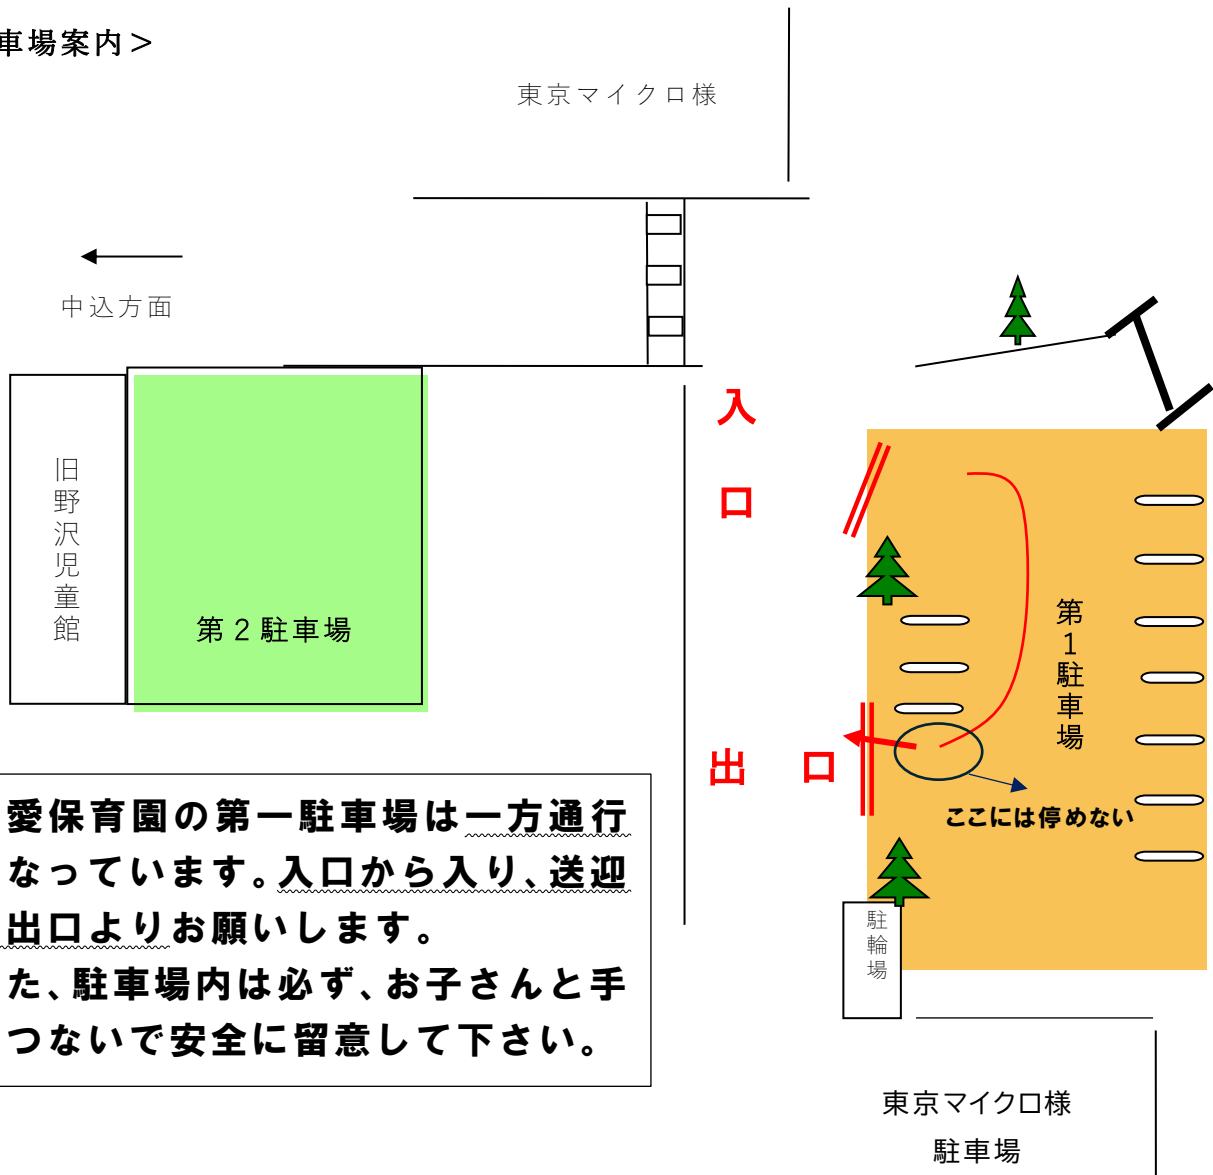 車場案内＞
東京マイクロ様
中込方面
入口
旧野沢児童館
第２駐車場
第1駐車場
出口
ここには停めない
愛保育園の第一駐車場は一方通行
なっています。入口から入り、送迎
出口よりお願いします。
た、駐車場内は必ず、お子さんと手
つないで安全に留意して下さい。
駐輪場
東京マイクロ様
駐車場